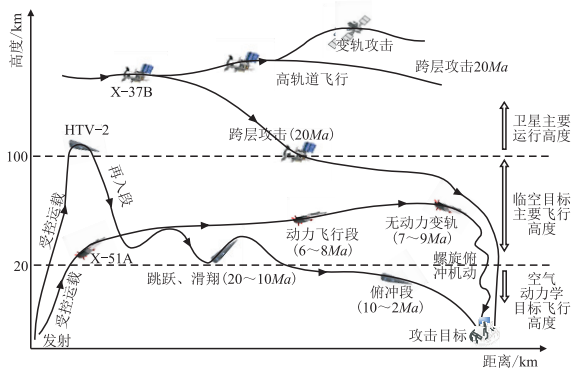 高度/km
变轨攻击
跨层攻击20Ma
高轨道飞行
X-37B
卫星主要
运行高度
HTV-2
跨层攻击(20Ma)
100
再入段
受控运载
临空目标
主要飞行
高度
动力飞行段
(6～8Ma)
无动力变轨
(7～9Ma)
X-51A
螺旋俯
冲机动
20
跳跃、滑翔(20～10Ma)
受控运载
俯冲段
(10～2Ma)
空气
动力学
目标飞行
高度
发射
攻击目标
距离/km